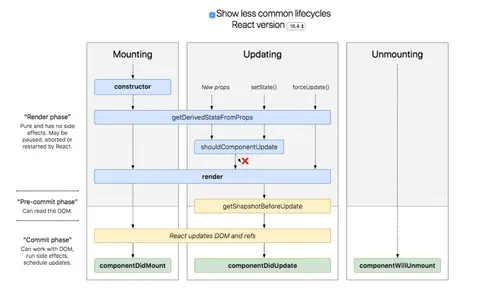 Show less common lifecycles
React version 16.4
Mounting
Updating
Unmounting
constructor
New props
setState()
forceUpdate()
"Render phase"
Pure and has no side
effects. May be
paused, aborted or
restarted by React.
getDerivedStateFromProps
shouldComponentUpdate
render
"Pre-commit phase"
Can read the DOM.
getSnapshotBeforeUpdate
"Commit phase"
Can work with DOM,
run side effects,
schedule updates.
React updates DOM and refs
componentDidMount
componentDidUpdate
componentWillUnmount